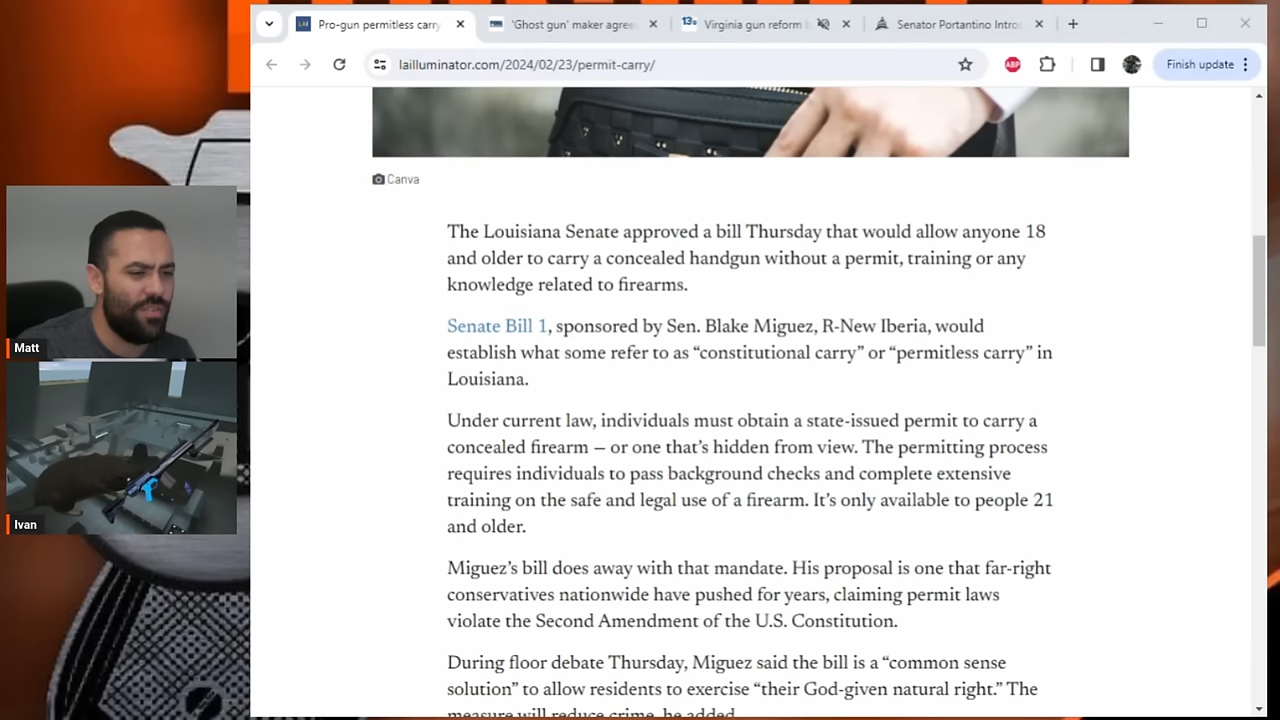 Pro-gun permitless carry
'Ghost gun' maker agree
Virginia gun reform b
Senator Portantino Intro
lailluminator.com/2024/02/23/permit-carry/
ABP
Finish update
Canva
The Louisiana Senate approved a bill Thursday that would allow anyone 18
and older to carry a concealed handgun without a permit, training or any
knowledge related to firearms.
Senate Bill 1, sponsored by Sen. Blake Miguez, R-New Iberia, would
establish what some refer to as “constitutional carry” or “permitless carry” in
Louisiana.
Under current law, individuals must obtain a state-issued permit to carry a
concealed firearm – or one that’s hidden from view. The permitting process
requires individuals to pass background checks and complete extensive
training on the safe and legal use of a firearm. It’s only available to people 21
and older.
Miguez’s bill does away with that mandate. His proposal is one that far-right
conservatives nationwide have pushed for years, claiming permit laws
violate the Second Amendment of the U.S. Constitution.
During floor debate Thursday, Miguez said the bill is a “common sense
solution” to allow residents to exercise “their God-given natural right.” The
measure will reduce crime, he added.
Matt
Ivan